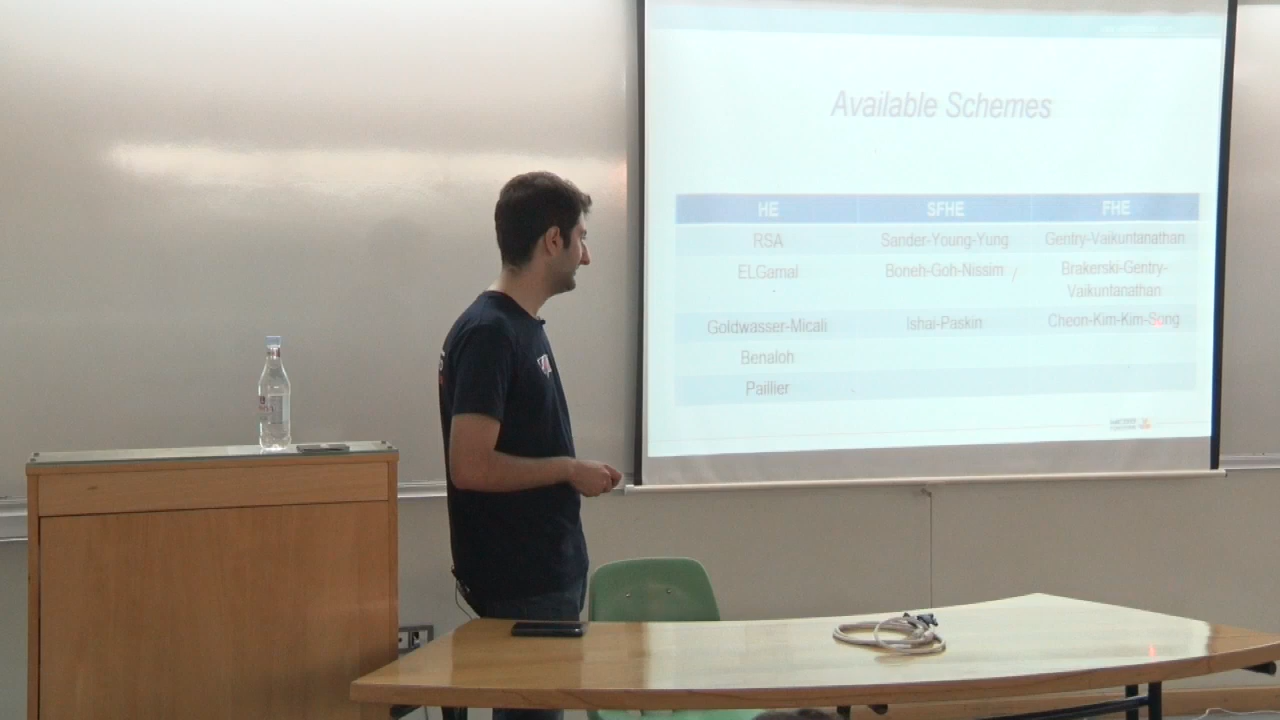 Available Schemes
HE SFHE FHE
RSA Sander-Young-Yung Gentry-Vaikuntanathan
ELGamal Boneh-Goh-Nissim Brakerski-Gentry-
Vaikuntanathan
Goldwasser-Micali Ishai-Paskin Cheon-Kim-Kim-Song
Benaloh
Paillier